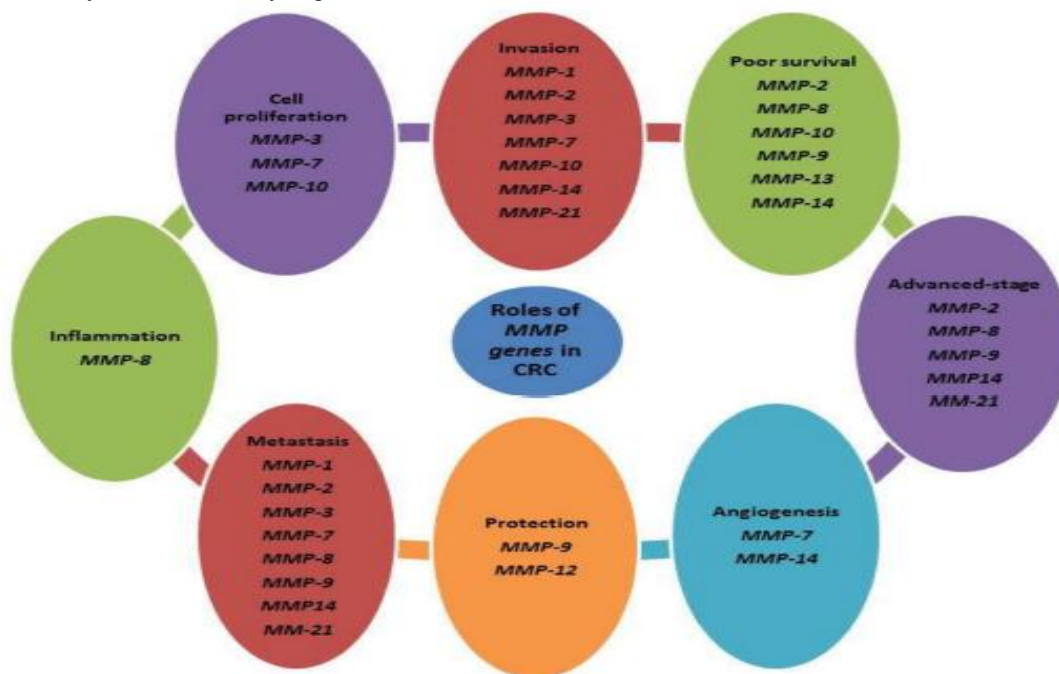 Invasion
MMP-1
MMP-2
MMP-3
MMP-7
MMP-10
MMP-14
MMP-21
Poor survival
MMP-2
MMP-8
MMP-10
MMP-9
MMP-13
MMP-14
Cell
proliferation
MMP-3
MMP-7
MMP-10
Advanced-stage
MMP-2
MMP-8
MMP-9
MMP14
MM-21
Roles of
MMP
genes in
CRC
Inflammation
MMP-8
Metastasis
MMP-1
MMP-2
MMP-3
MMP-7
MMP-8
MMP-9
MMP14
MM-21
Protection
MMP-9
MMP-12
Angiogenesis
MMP-7
MMP-14